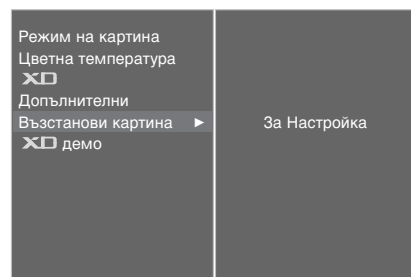 Режим на картина
Цветна температура
XD
Допълнителни
Възстанови картина ►
За Настройка
XD демо